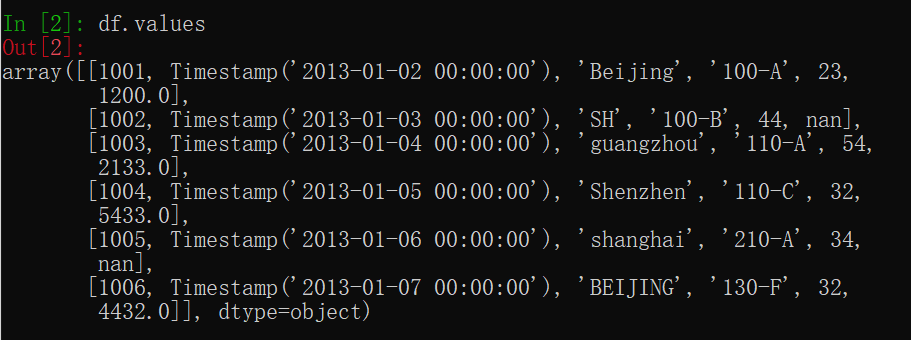 In [2]: df.values
Out[2]:
array([[1001, Timestamp('2013-01-02 00:00:00'), 'Beijing', '100-A', 23,
1200.0],
[1002, Timestamp('2013-01-03 00:00:00'), 'SH', '100-B', 44, nan],
[1003, Timestamp('2013-01-04 00:00:00'), 'guangzhou', '110-A', 54,
2133.0],
[1004, Timestamp('2013-01-05 00:00:00'), 'Shenzhen', '110-C', 32,
5433.0],
[1005, Timestamp('2013-01-06 00:00:00'), 'shanghai', '210-A', 34,
nan],
[1006, Timestamp('2013-01-07 00:00:00'), 'BEIJING', '130-F', 32,
4432.0]], dtype=object)